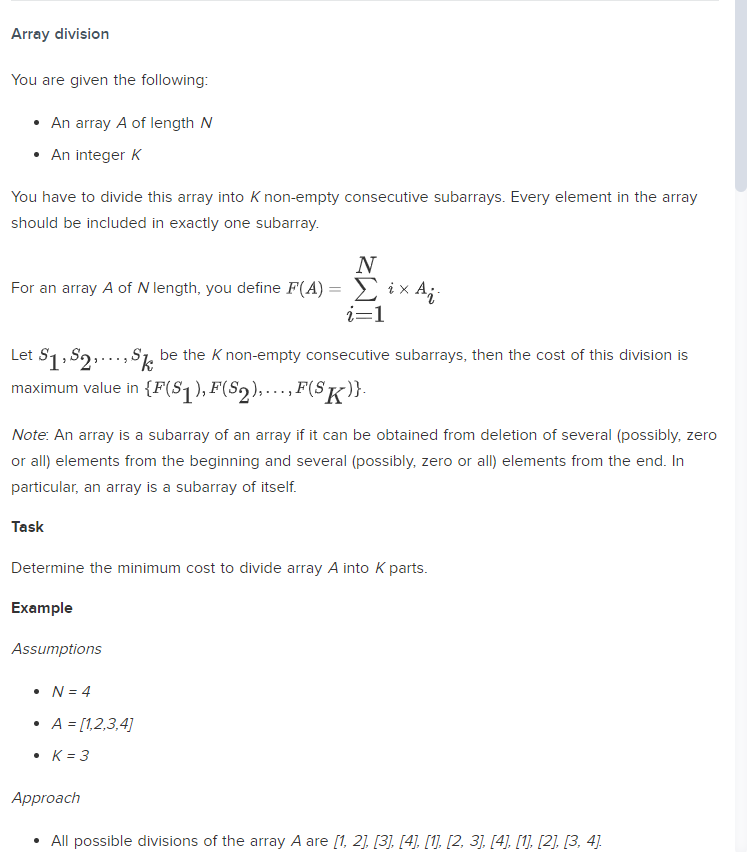 Array division
You are given the following:
• An array A of length N
• An integer K
You have to divide this array into K non-empty consecutive subarrays. Every element in the array
should be included in exactly one subarray.
For an array A of N length, you define F(A) = \sum_{i=1}^{N} i × A_i.
Let S_1, S_2, ..., S_k be the K non-empty consecutive subarrays, then the cost of this division is
maximum value in {F(S_1), F(S_2), ..., F(S_K)}.
Note: An array is a subarray of an array if it can be obtained from deletion of several (possibly, zero
or all) elements from the beginning and several (possibly, zero or all) elements from the end. In
particular, an array is a subarray of itself.
Task
Determine the minimum cost to divide array A into K parts.
Example
Assumptions
• N = 4
• A = [1,2,3,4]
• K = 3
Approach
• All possible divisions of the array A are [1, 2], [3], [4], [1], [2, 3], [4], [1], [2], [3, 4].